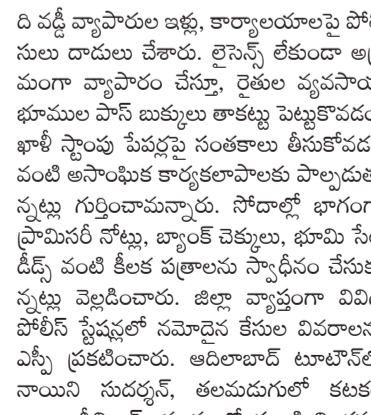 ది వడ్డీ వ్యాపారుల ఇళ్లు, కార్యాలయాలపై పోలీ
సులు దాడులు చేశారు. లైసెన్స్ లేకుండా అక్ర
మంగా వ్యాపారం చేస్తూ, రైతుల వ్యవసాయ
భూముల పాస్ బుక్కులు తాకట్టు పెట్టుకోవడం
ఖాళీ స్టాంపు పేపర్లపై సంతకాలు తీసుకోవడ
వంటి అసాంఘిక కార్యకలాపాలకు పాల్పడుత
న్నట్లు గుర్తించామన్నారు. సోదాల్లో భాగంగ
ప్రామిసరీ నోట్లు, బ్యాంక్ చెక్కులు, భూమి సే
డీడ్స్ వంటి కీలక పత్రాలను స్వాధీనం చేసుక
న్నట్లు వెల్లడించారు. జిల్లా వ్యాప్తంగా వివి
పోలీస్ స్టేషన్లలో నమోదైన కేసుల వివరాలన
ఎస్పీ ప్రకటించారు. ఆదిలాబాద్ టూటౌన్‌ల
నాయిని సుదర్శన్, తలమడుగులో కటక